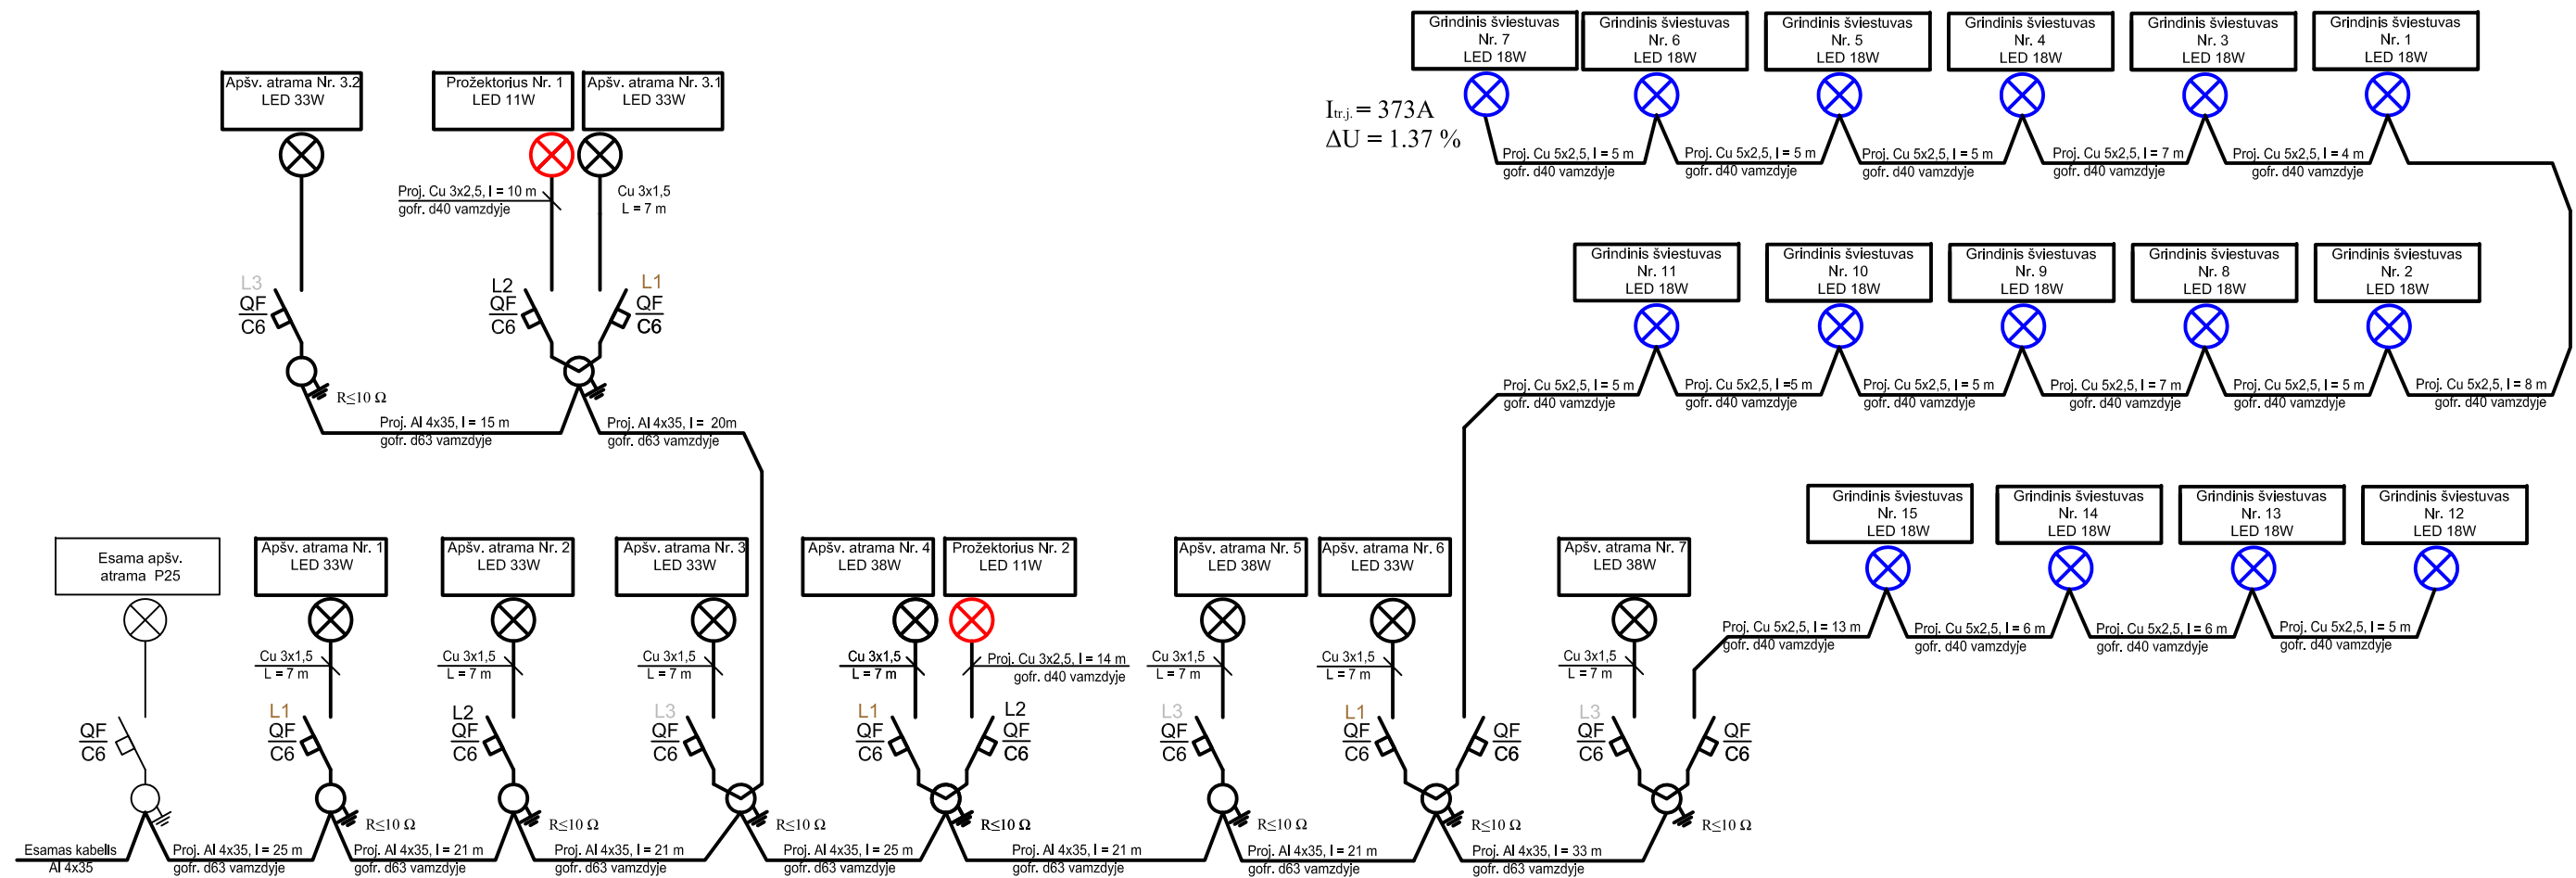 Grindinis šviestuvas
Nr. 7
LED 18W
Grindinis šviestuvas
Nr. 6
LED 18W
Grindinis šviestuvas
Nr. 5
LED 18W
Grindinis šviestuvas
Nr. 4
LED 18W
Grindinis šviestuvas
Nr. 3
LED 18W
Grindinis šviestuvas
Nr. 1
LED 18W
Apšv. atrama Nr. 3.2
LED 33W
Prožektorius Nr. 1
LED 11W
Apšv. atrama Nr. 3.1
LED 33W
Itr.j. = 373A
ΔU = 1.37 %
Proj. Cu 5x2,5, l = 5 m
gofr. d40 vamzdyje
Proj. Cu 5x2,5, l = 5 m
gofr. d40 vamzdyje
Proj. Cu 5x2,5, l = 5 m
gofr. d40 vamzdyje
Proj. Cu 5x2,5, l = 7 m
gofr. d40 vamzdyje
Proj. Cu 5x2,5, l = 4 m
gofr. d40 vamzdyje
Proj. Cu 3x2,5, l = 10 m
gofr. d40 vamzdyje
Cu 3x1,5
L = 7 m
L3
QF
C6
L2
QF
C6
L1
QF
C6
Grindinis šviestuvas
Nr. 11
LED 18W
Grindinis šviestuvas
Nr. 10
LED 18W
Grindinis šviestuvas
Nr. 9
LED 18W
Grindinis šviestuvas
Nr. 8
LED 18W
Grindinis šviestuvas
Nr. 2
LED 18W
R≤10 Ω
Proj. Al 4x35, l = 15 m
gofr. d63 vamzdyje
Proj. Al 4x35, l = 20m
gofr. d63 vamzdyje
Proj. Cu 5x2,5, l = 5 m
gofr. d40 vamzdyje
Proj. Cu 5x2,5, l =5 m
gofr. d40 vamzdyje
Proj. Cu 5x2,5, l = 5 m
gofr. d40 vamzdyje
Proj. Cu 5x2,5, l = 7 m
gofr. d40 vamzdyje
Proj. Cu 5x2,5, l = 5 m
gofr. d40 vamzdyje
Proj. Cu 5x2,5, l = 8 m
gofr. d40 vamzdyje
Grindinis šviestuvas
Nr. 15
LED 18W
Grindinis šviestuvas
Nr. 14
LED 18W
Grindinis šviestuvas
Nr. 13
LED 18W
Grindinis šviestuvas
Nr. 12
LED 18W
Esama apšv.
atrama P25
Apšv. atrama Nr. 1
LED 33W
Apšv. atrama Nr. 2
LED 33W
Apšv. atrama Nr. 3
LED 33W
Apšv. atrama Nr. 4
LED 38W
Prožektorius Nr. 2
LED 11W
Apšv. atrama Nr. 5
LED 38W
Apšv. atrama Nr. 6
LED 33W
Apšv. atrama Nr. 7
LED 38W
Proj. Cu 5x2,5, l = 13 m
gofr. d40 vamzdyje
Proj. Cu 5x2,5, l = 6 m
gofr. d40 vamzdyje
Proj. Cu 5x2,5, l = 6 m
gofr. d40 vamzdyje
Proj. Cu 5x2,5, l = 5 m
gofr. d40 vamzdyje
Cu 3x1,5
L = 7 m
Cu 3x1,5
L = 7 m
Cu 3x1,5
L = 7 m
Cu 3x1,5
L = 7 m
Proj. Cu 3x2,5, l = 14 m
gofr. d40 vamzdyje
Cu 3x1,5
L = 7 m
Cu 3x1,5
L = 7 m
Cu 3x1,5
L = 7 m
QF
C6
L1
QF
C6
L2
QF
C6
L3
QF
C6
L1
QF
C6
L2
QF
C6
L3
QF
C6
L1
QF
C6
QF
C6
L3
QF
C6
QF
C6
R≤10 Ω
R≤10 Ω
R≤10 Ω
R≤10 Ω
R≤10 Ω
R≤10 Ω
R≤10 Ω
Esamas kabelis
Al 4x35
Proj. Al 4x35, l = 25 m
gofr. d63 vamzdyje
Proj. Al 4x35, l = 21 m
gofr. d63 vamzdyje
Proj. Al 4x35, l = 21 m
gofr. d63 vamzdyje
Proj. Al 4x35, l = 25 m
gofr. d63 vamzdyje
Proj. Al 4x35, l = 21 m
gofr. d63 vamzdyje
Proj. Al 4x35, l = 21 m
gofr. d63 vamzdyje
Proj. Al 4x35, l = 33 m
gofr. d63 vamzdyje